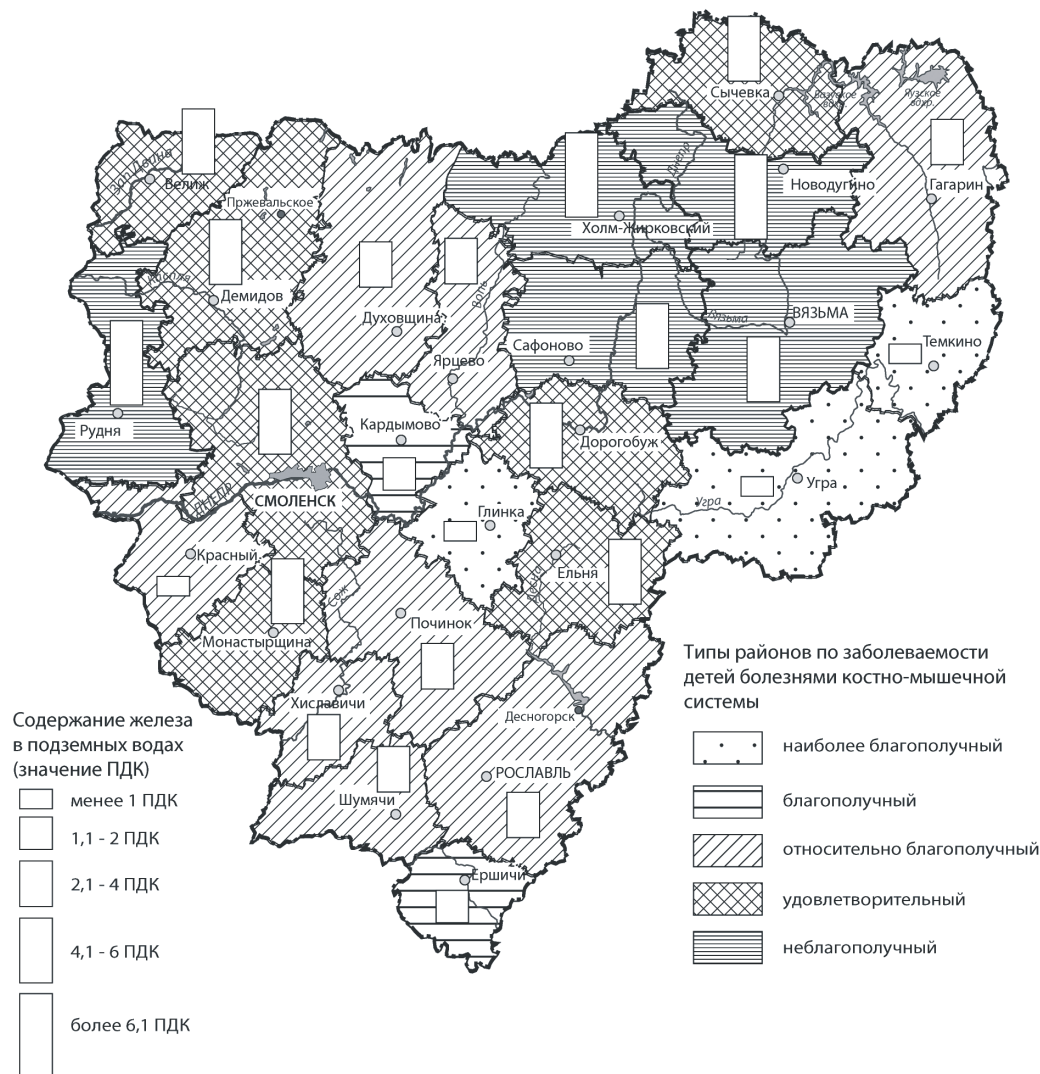 Сычевка
Вазузское
вдхр.
Яузское
вдхр.
Зап.Двина
Велиж
Пржевальское
Днепр
Новодугино
Гагарин
Холм-Жирковский
Каспля
Демидов
Духовщина
Вопь
Вязьма
ВЯЗЬМА
Сафоново
Темкино
Ярцево
Рудня
Кардымово
Дорогобуж
ДНЕПР
СМОЛЕНСК
Угра
Угра
Глинка
Красный
Десна
Ельня
Сож
Починок
Монастырщина
Хиславичи
Десногорск
РОСЛАВЛЬ
Шумячи
Ершичи
Содержание железа
в подземных водах
(значение ПДК)
менее 1 ПДК
1,1 - 2 ПДК
2,1 - 4 ПДК
4,1 - 6 ПДК
более 6,1 ПДК
Типы районов по заболеваемости
детей болезнями костно-мышечной
системы
наиболее благополучный
благополучный
относительно благополучный
удовлетворительный
неблагополучный